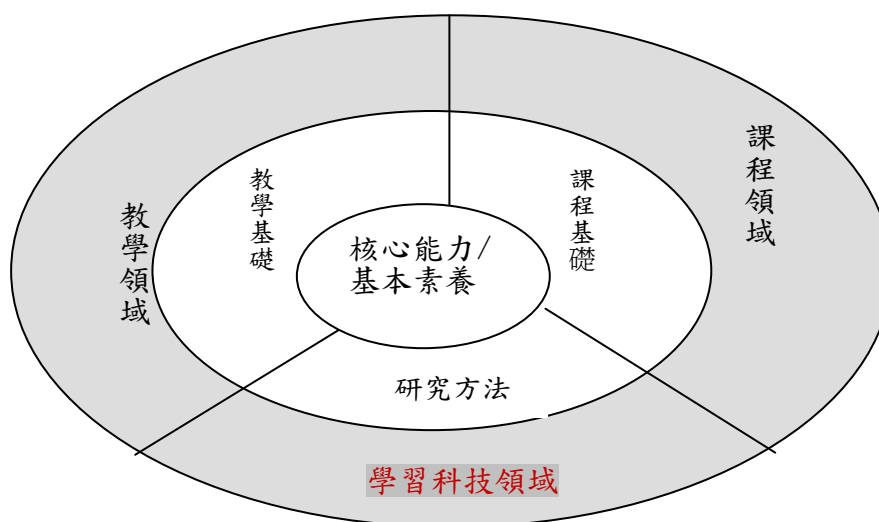 課程領域
教學基礎
課程基礎
教學領域
核心能力/
基本素養
研究方法
學習科技領域